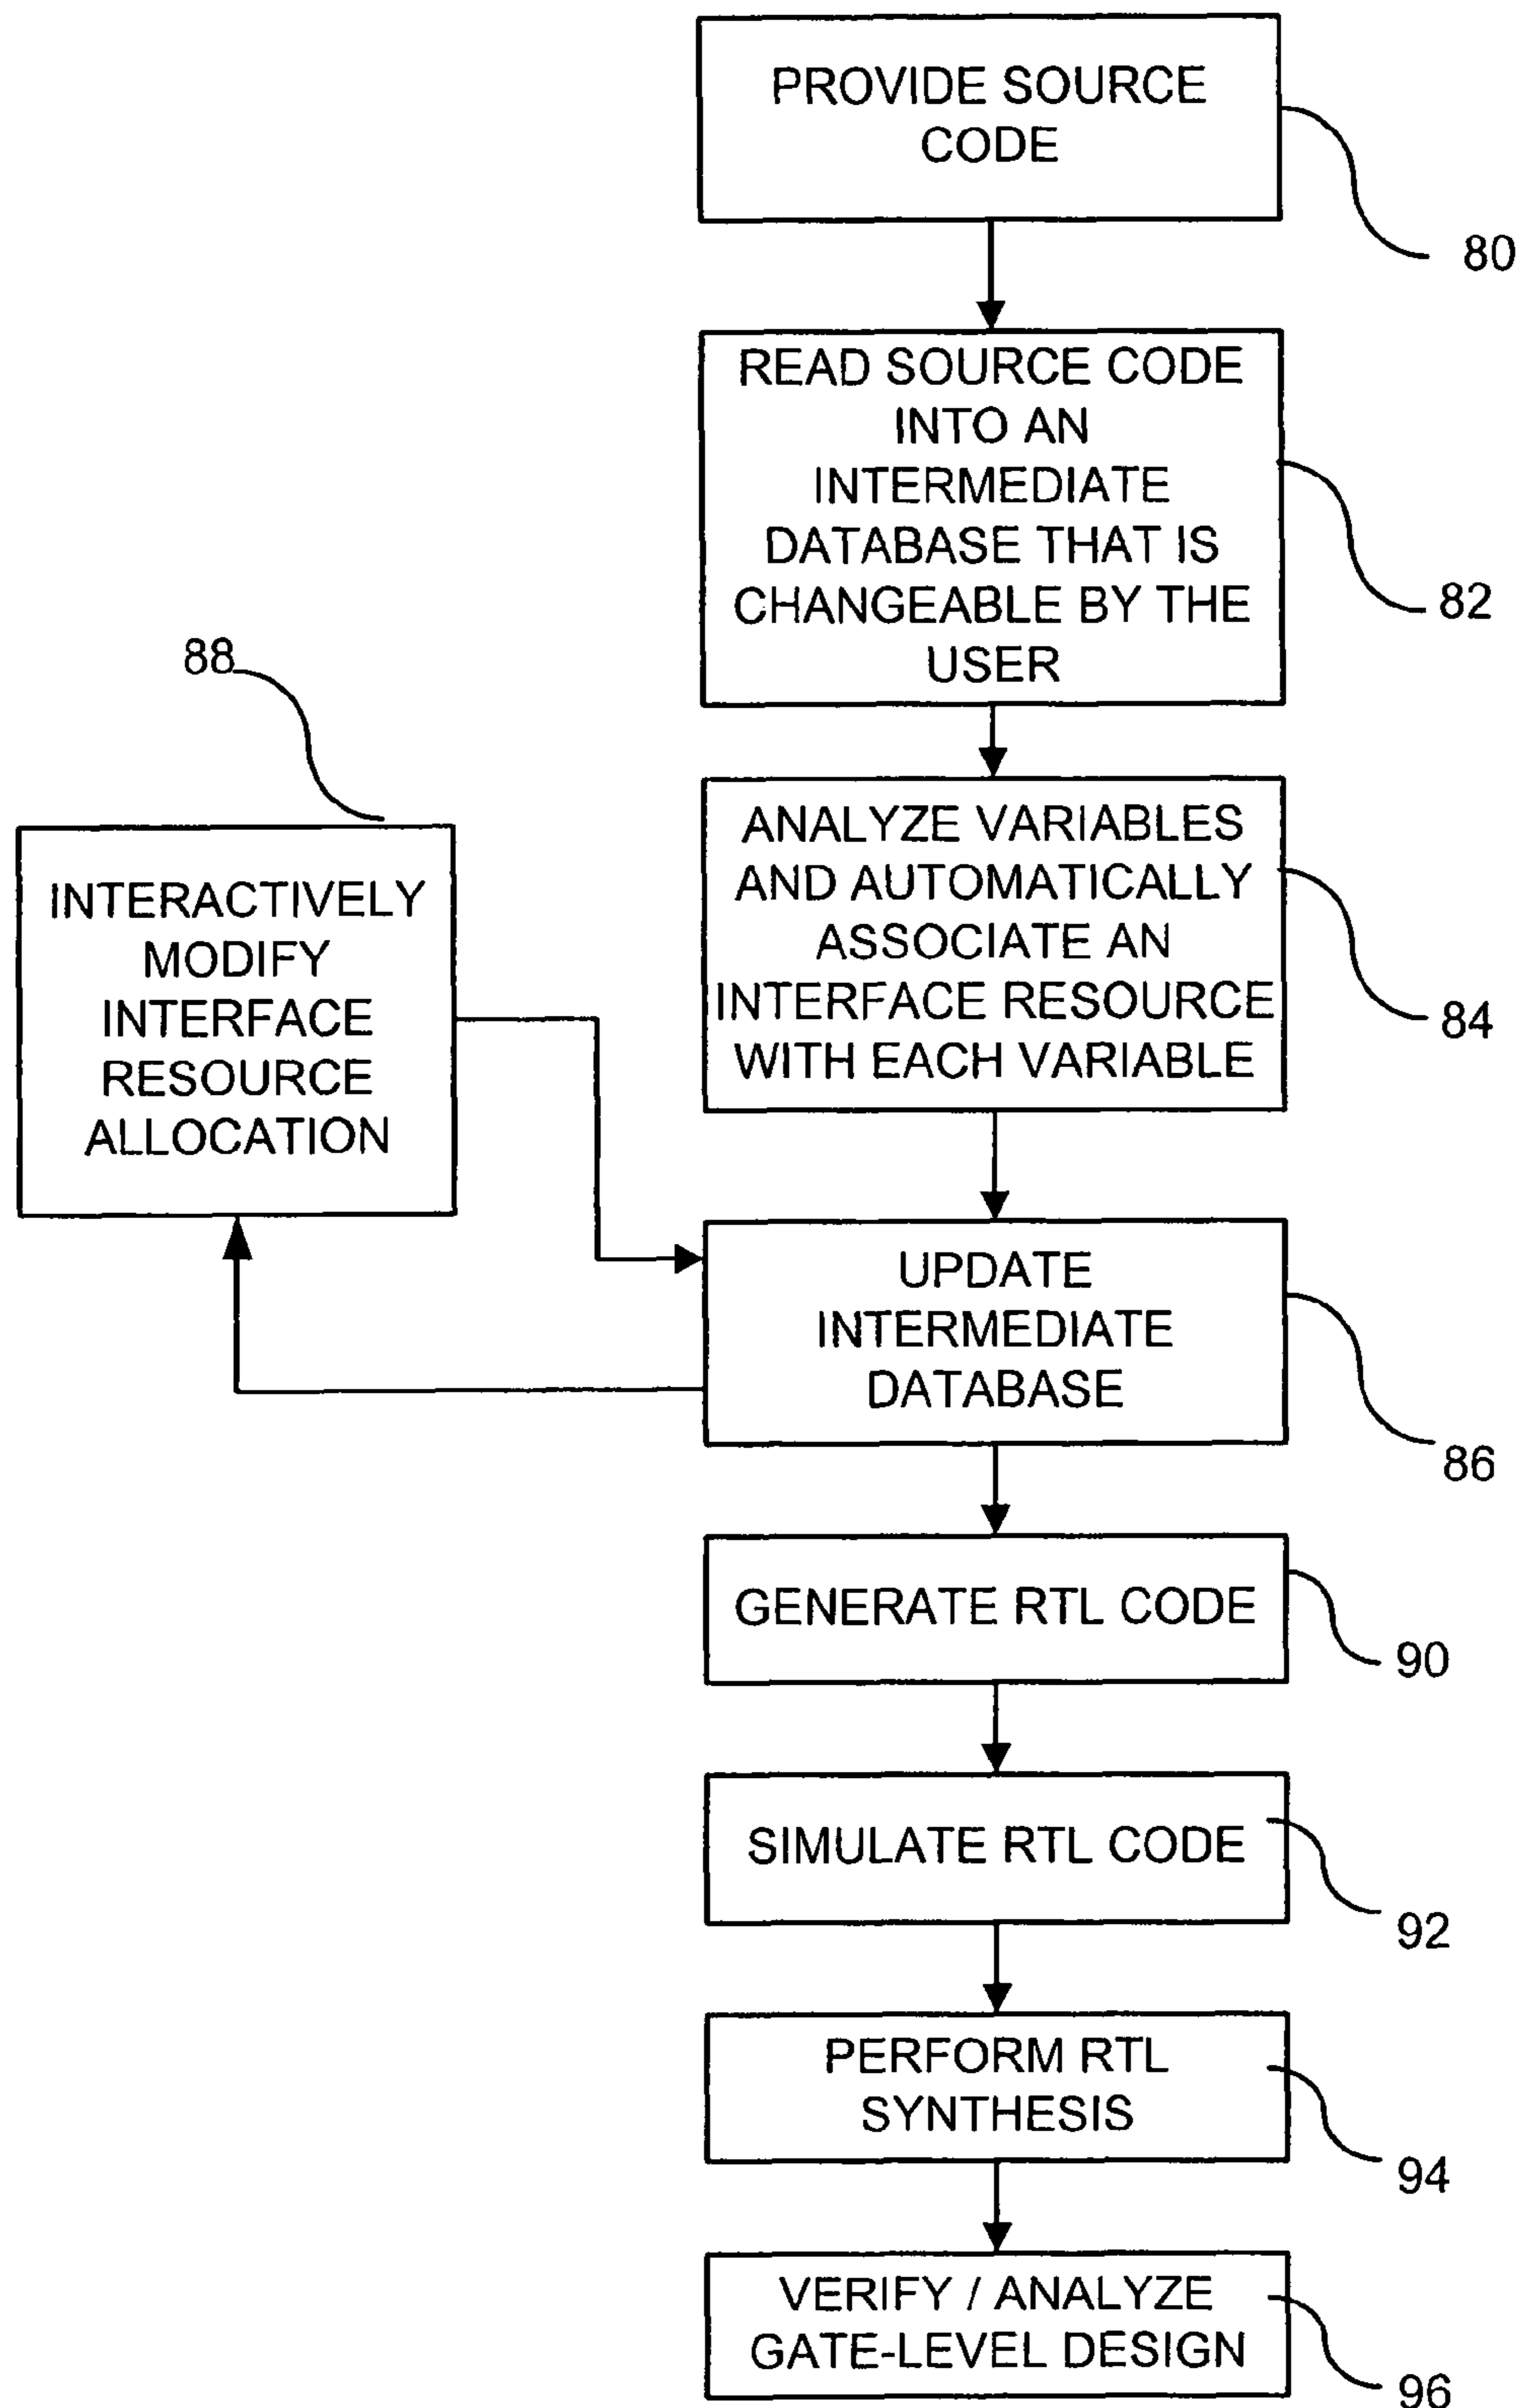 PROVIDE SOURCE
CODE
80
READ SOURCE CODE
INTO AN
INTERMEDIATE
DATABASE THAT IS
CHANGEABLE BY THE
USER
82
88
INTERACTIVELY
MODIFY
INTERFACE
RESOURCE
ALLOCATION
ANALYZE VARIABLES
AND AUTOMATICALLY
ASSOCIATE AN
INTERFACE RESOURCE
WITH EACH VARIABLE
84
UPDATE
INTERMEDIATE
DATABASE
86
GENERATE RTL CODE
90
SIMULATE RTL CODE
92
PERFORM RTL
SYNTHESIS
94
VERIFY / ANALYZE
GATE-LEVEL DESIGN
96